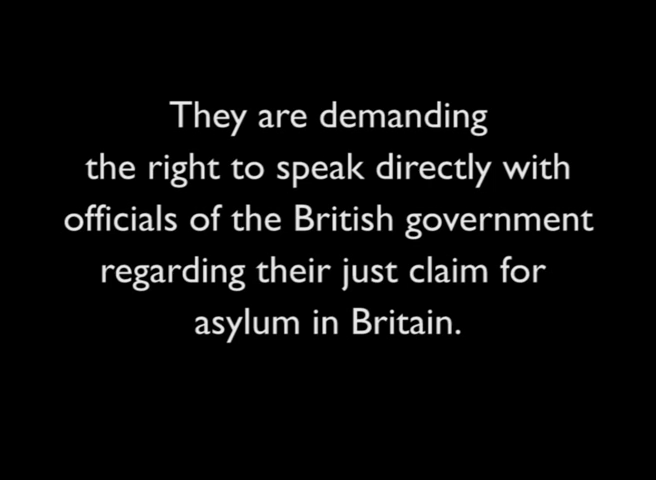 They are demanding
the right to speak directly with
officials of the British government
regarding their just claim for
asylum in Britain.